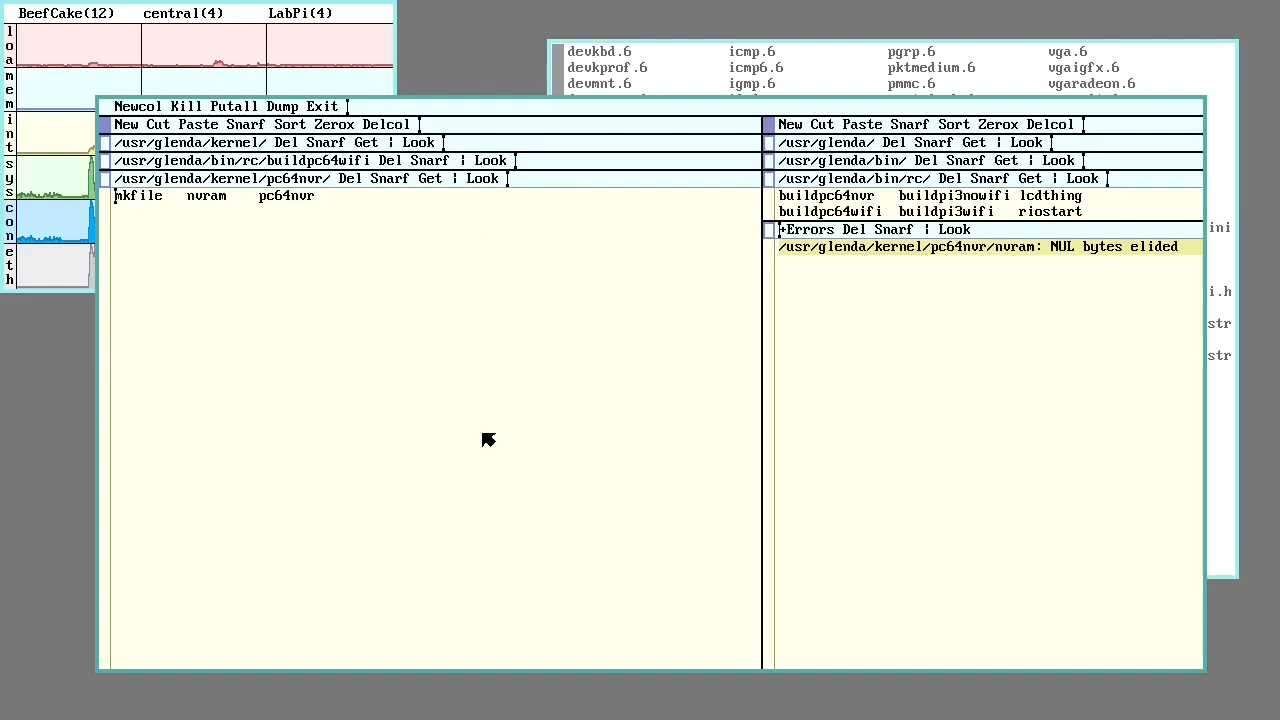 BeefCake(12) central(4) LabPi(4)
loa
mem
int
sys
con
eth
devkbd.6 icmp.6 pgrp.6 vga.6
devkprof.6 icmp6.6 pktmedium.6 vgaigfx.6
devmnt.6 igmp.6 pmmc.6 vgaradeon.6
Newcol Kill Putall Dump Exit
New Cut Paste Snarf Sort Zerox Delcol
/usr/glenda/kernel/ Del Snarf Get | Look
/usr/glenda/bin/rc/buildpc64wifi Del Snarf | Look
/usr/glenda/kernel/pc64nvr/ Del Snarf Get | Look
mkfile nvram pc64nvr
New Cut Paste Snarf Sort Zerox Delcol
/usr/glenda/ Del Snarf Get | Look
/usr/glenda/bin/ Del Snarf Get | Look
/usr/glenda/bin/rc/ Del Snarf Get | Look
buildpc64nvr buildpi3nowifi lcdthing
buildpc64wifi buildpi3wifi riostart
+Errors Del Snarf | Look
/usr/glenda/kernel/pc64nvr/nvram: NUL bytes elided
ini
i.h
str
str